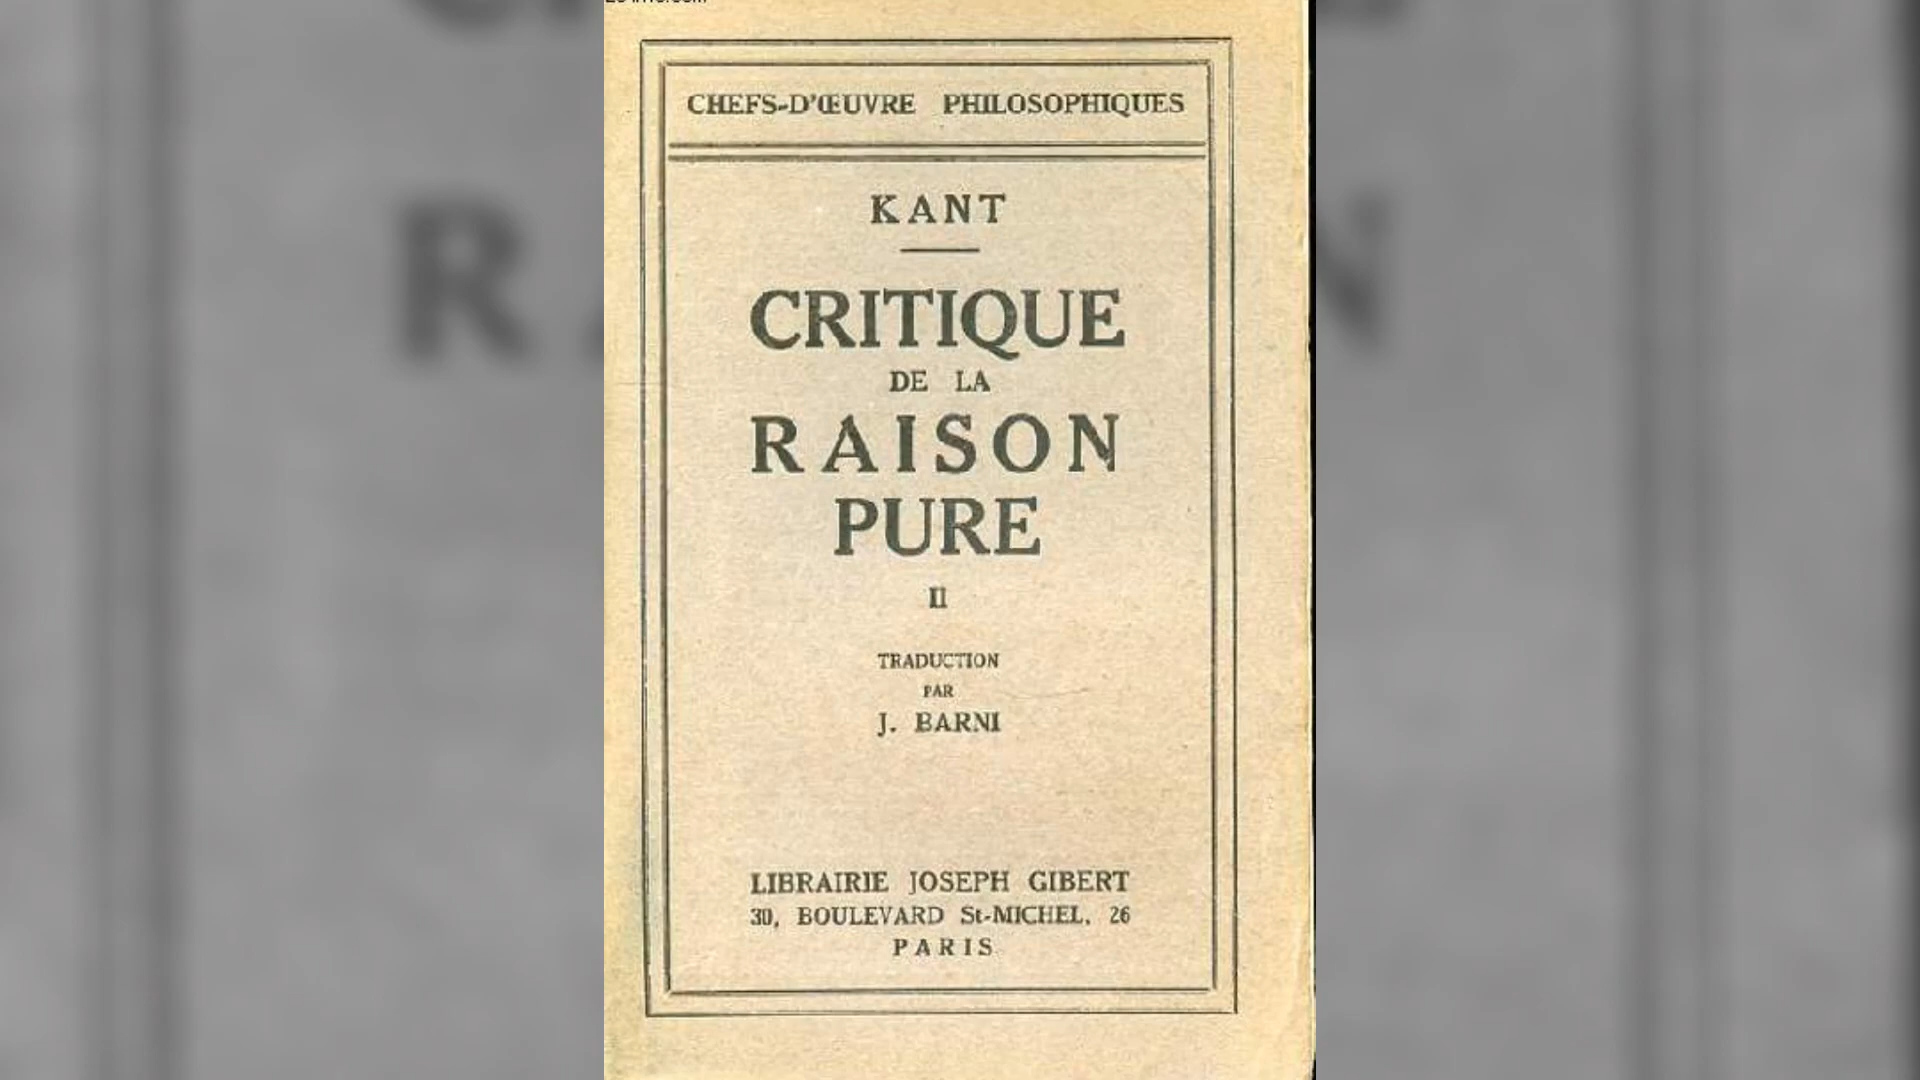 CHEFS-D'ŒUVRE PHILOSOPHIQUES
KANT
CRITIQUE
DE LA
RAISON
PURE
II
TRADUCTION
PAR
J. BARNI
LIBRAIRIE JOSEPH GIBERT
30, BOULEVARD St-MICHEL, 26
PARIS